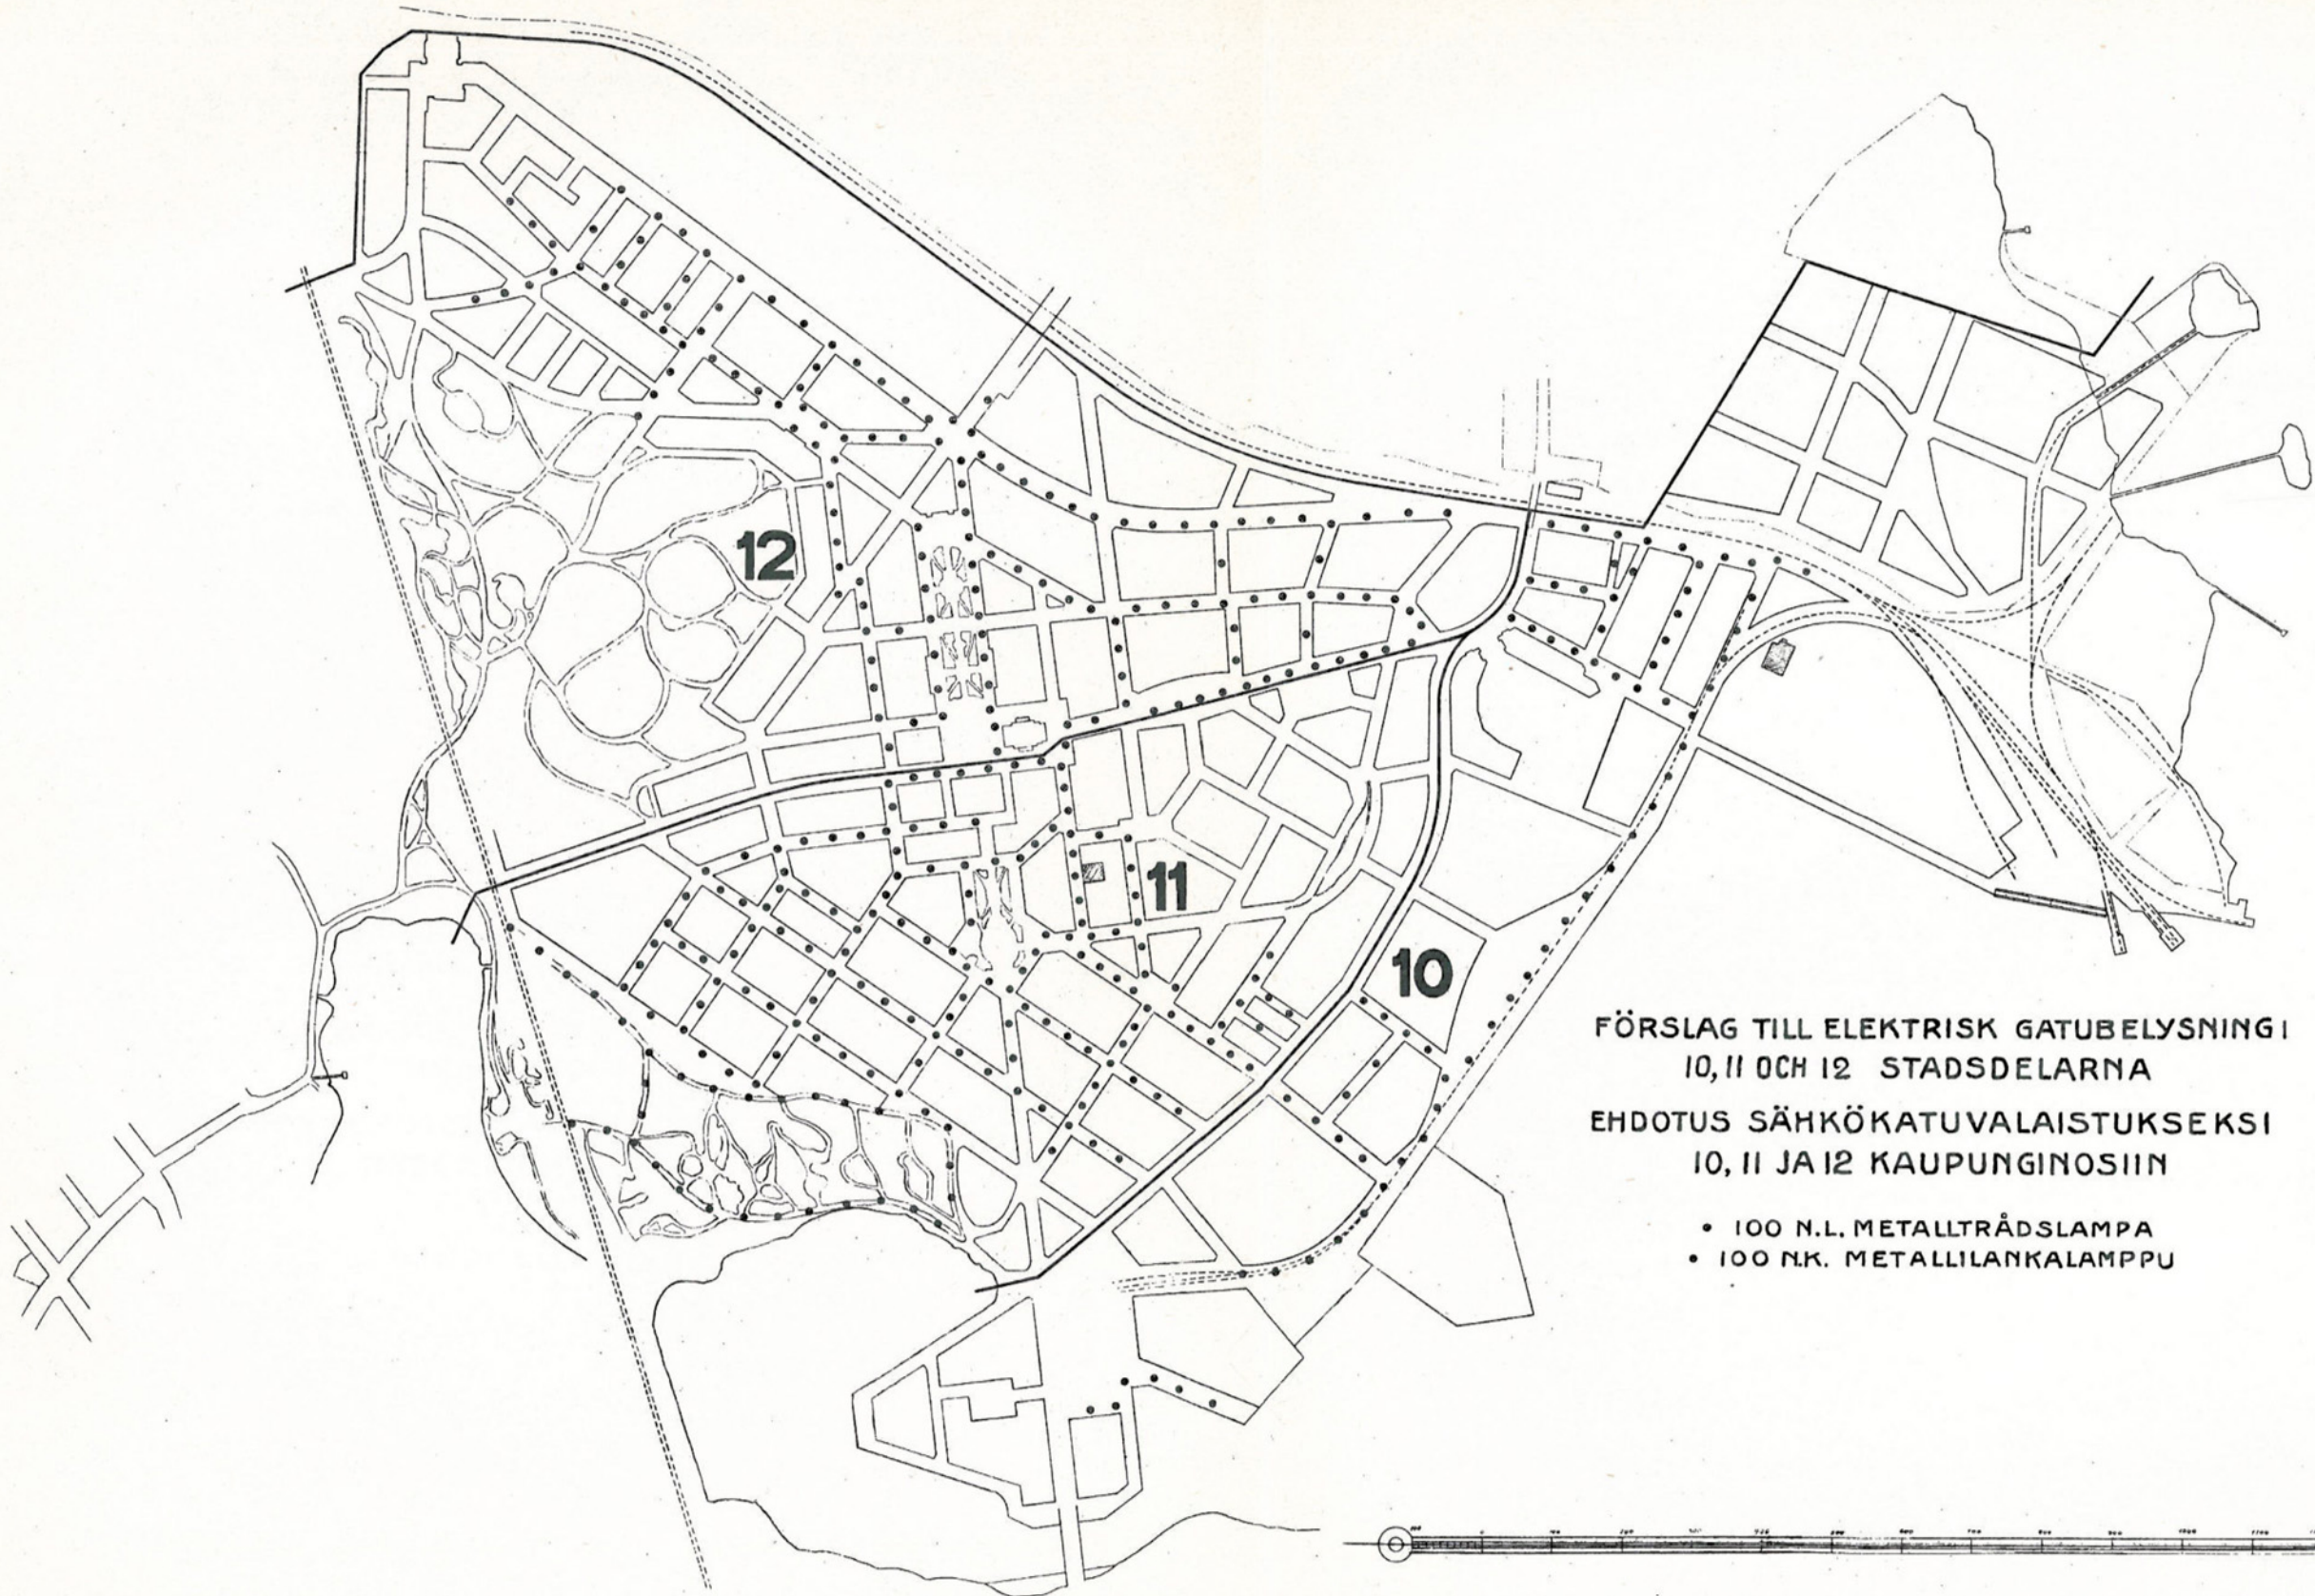 12
11
10
FÖRSLAG TILL ELEKTRISK GATUBELYSNING I
10, 11 OCH 12 STADSDELARNA
EHDOTUS SÄHKÖKATUVALAISTUKSEKSI
10, 11 JA 12 KAUPUNGINOSIIN
• 100 N.L. METALLTRÅDSLAMPA
• 100 N.K. METALLILANKALAMPPU